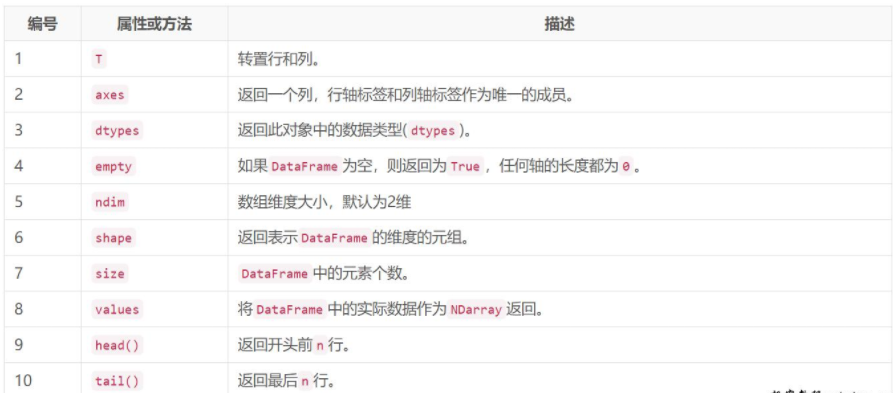 编号 属性或方法 描述
1 T 转置行和列。
2 axes 返回一个列，行轴标签和列轴标签作为唯一的成员。
3 dtypes 返回此对象中的数据类型( dtypes )。
4 empty 如果 DataFrame 为空，则返回为 True ，任何轴的长度都为 0 。
5 ndim 数组维度大小，默认为2维
6 shape 返回表示 DataFrame 的维度的元组。
7 size DataFrame 中的元素个数。
8 values 将 DataFrame 中的实际数据作为 NDarray 返回。
9 head() 返回开头前 n 行。
10 tail() 返回最后 n 行。